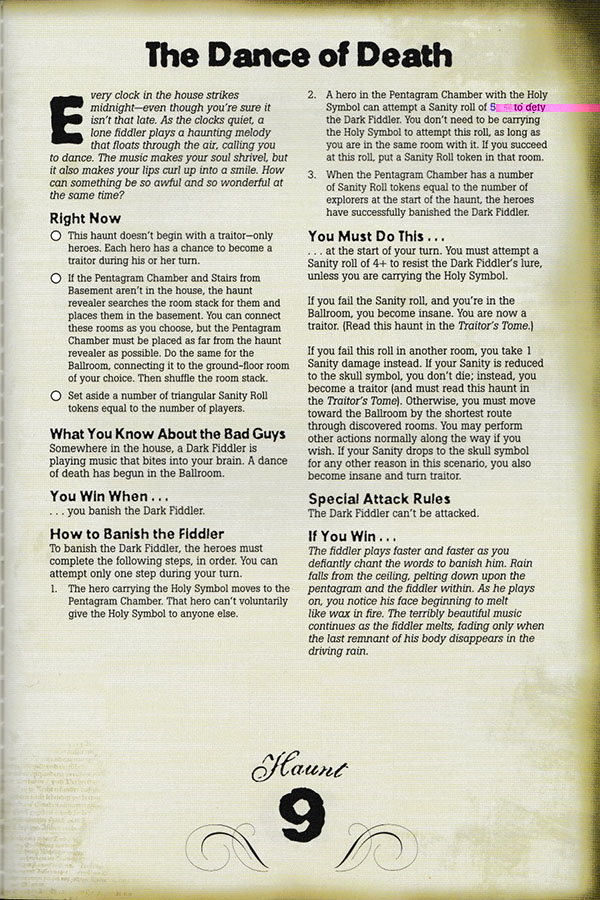 The Dance of Death
Every clock in the house strikes
midnight—even though you're sure it
isn't that late. As the clocks quiet, a
lone fiddler plays a haunting melody
that floats through the air, calling you
to dance. The music makes your soul shrivel, but
it also makes your lips curl up into a smile. How
can something be so awful and so wonderful at
the same time?
Right Now
This haunt doesn't begin with a traitor—only
heroes. Each hero has a chance to become a
traitor during his or her turn.
If the Pentagram Chamber and Stairs from
Basement aren't in the house, the haunt
revealer searches the room stack for them and
places them in the basement. You can connect
these rooms as you choose, but the Pentagram
Chamber must be placed as far from the haunt
revealer as possible. Do the same for the
Ballroom, connecting it to the ground-floor room
of your choice. Then shuffle the room stack.
Set aside a number of triangular Sanity Roll
tokens equal to the number of players.
What You Know About the Bad Guys
Somewhere in the house, a Dark Fiddler is
playing music that bites into your brain. A dance
of death has begun in the Ballroom.
You Win When . . .
. . . you banish the Dark Fiddler.
How to Banish the Fiddler
To banish the Dark Fiddler, the heroes must
complete the following steps, in order. You can
attempt only one step during your turn.
1. The hero carrying the Holy Symbol moves to the
Pentagram Chamber. That hero can't voluntarily
give the Holy Symbol to anyone else.
2. A hero in the Pentagram Chamber with the Holy
Symbol can attempt a Sanity roll of 5 to defy
the Dark Fiddler. You don't need to be carrying
the Holy Symbol to attempt this roll, as long as
you are in the same room with it. If you succeed
at this roll, put a Sanity Roll token in that room.
3. When the Pentagram Chamber has a number
of Sanity Roll tokens equal to the number of
explorers at the start of the haunt, the heroes
have successfully banished the Dark Fiddler.
You Must Do This . . .
. . . at the start of your turn. You must attempt a
Sanity roll of 4+ to resist the Dark Fiddler's lure,
unless you are carrying the Holy Symbol.
If you fail the Sanity roll, and you're in the
Ballroom, you become insane. You are now a
traitor. (Read this haunt in the Traitor's Tome.)
If you fail this roll in another room, you take 1
Sanity damage instead. If your Sanity is reduced
to the skull symbol, you don't die; instead, you
become a traitor (and must read this haunt in
the Traitor's Tome). Otherwise, you must move
toward the Ballroom by the shortest route
through discovered rooms. You may perform
other actions normally along the way if you
wish. If your Sanity drops to the skull symbol
for any other reason in this scenario, you also
become insane and turn traitor.
Special Attack Rules
The Dark Fiddler can't be attacked.
If You Win . . .
The fiddler plays faster and faster as you
defiantly chant the words to banish him. Rain
falls from the ceiling, pelting down upon the
pentagram and the fiddler within. As he plays
on, you notice his face beginning to melt
like wax in fire. The terribly beautiful music
continues as the fiddler melts, fading only when
the last remnant of his body disappears in the
driving rain.
Haunt
9